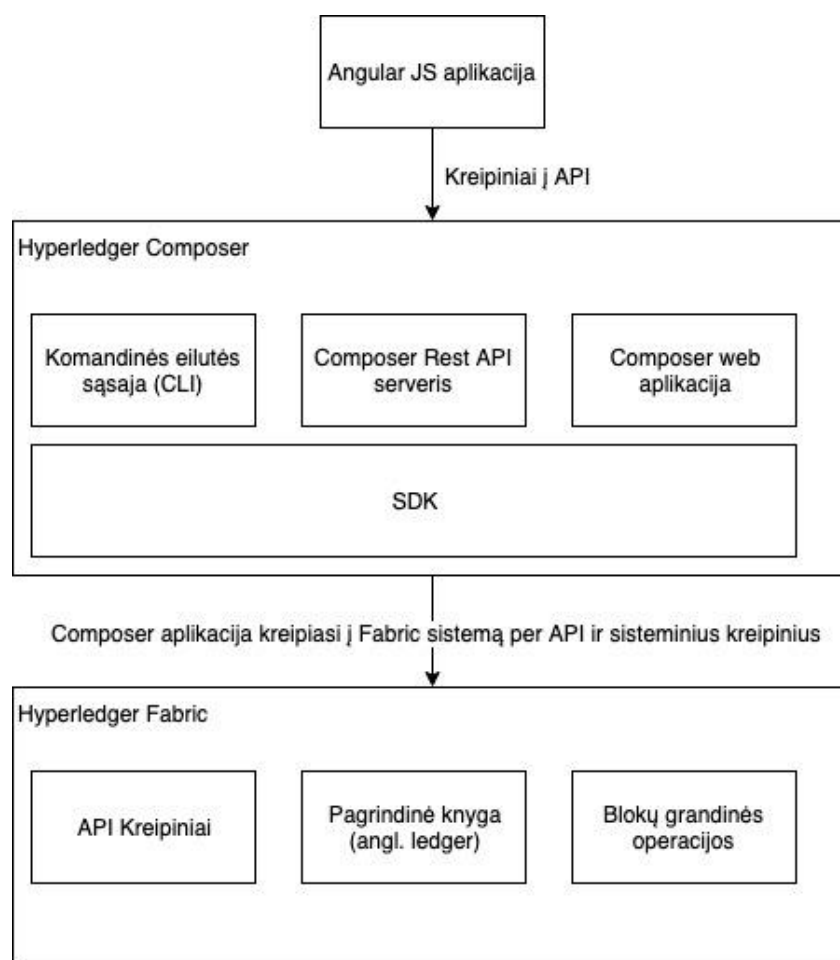 Angular JS aplikacija
Kreipiniai į API
Hyperledger Composer
Komandinės eilutės
sąsaja (CLI)
Composer Rest API
serveris
Composer web
aplikacija
SDK
Composer aplikacija kreipiasi į Fabric sistemą per API ir sisteminius kreipinius
Hyperledger Fabric
API Kreipiniai
Pagrindinė knyga
(angl. ledger)
Blokų grandinės
operacijos